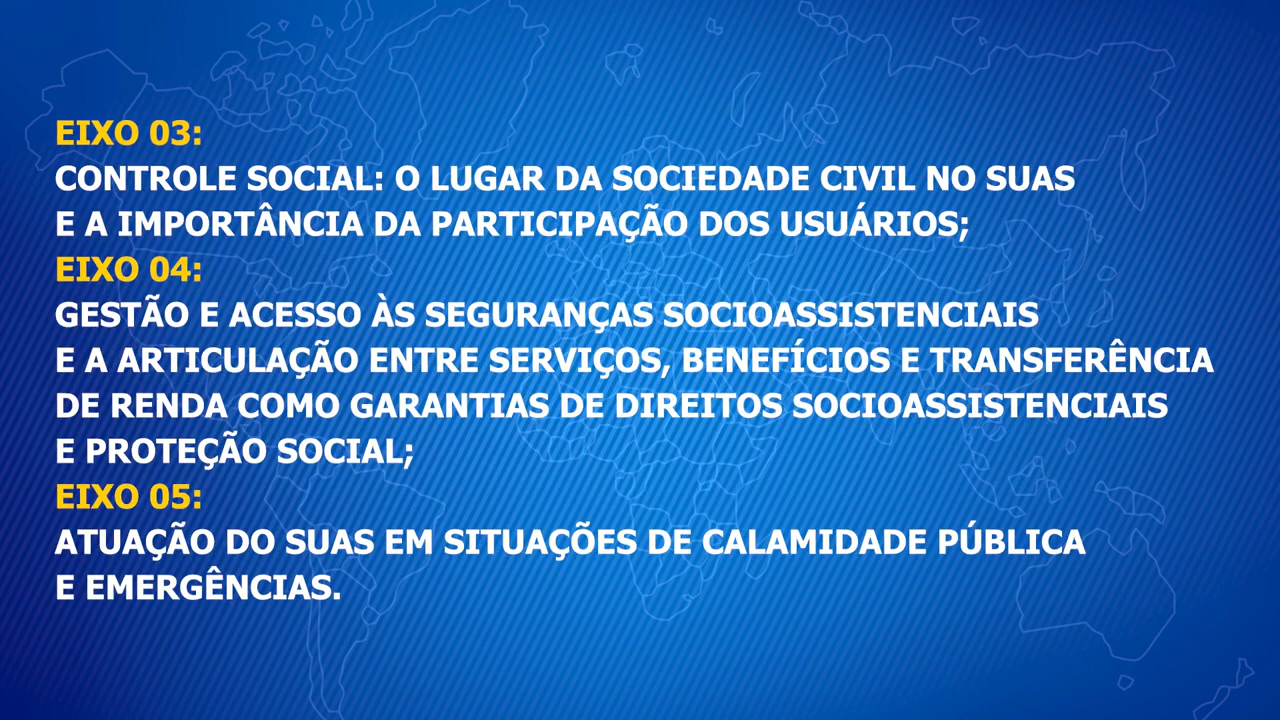 EIXO 03:
CONTROLE SOCIAL: O LUGAR DA SOCIEDADE CIVIL NO SUAS
E A IMPORTÂNCIA DA PARTICIPAÇÃO DOS USUÁRIOS;
EIXO 04:
GESTÃO E ACESSO ÀS SEGURANÇAS SOCIOASSISTENCIAIS
E A ARTICULAÇÃO ENTRE SERVIÇOS, BENEFÍCIOS E TRANSFERÊNCIA
DE RENDA COMO GARANTIAS DE DIREITOS SOCIOASSISTENCIAIS
E PROTEÇÃO SOCIAL;
EIXO 05:
ATUAÇÃO DO SUAS EM SITUAÇÕES DE CALAMIDADE PÚBLICA
E EMERGÊNCIAS.